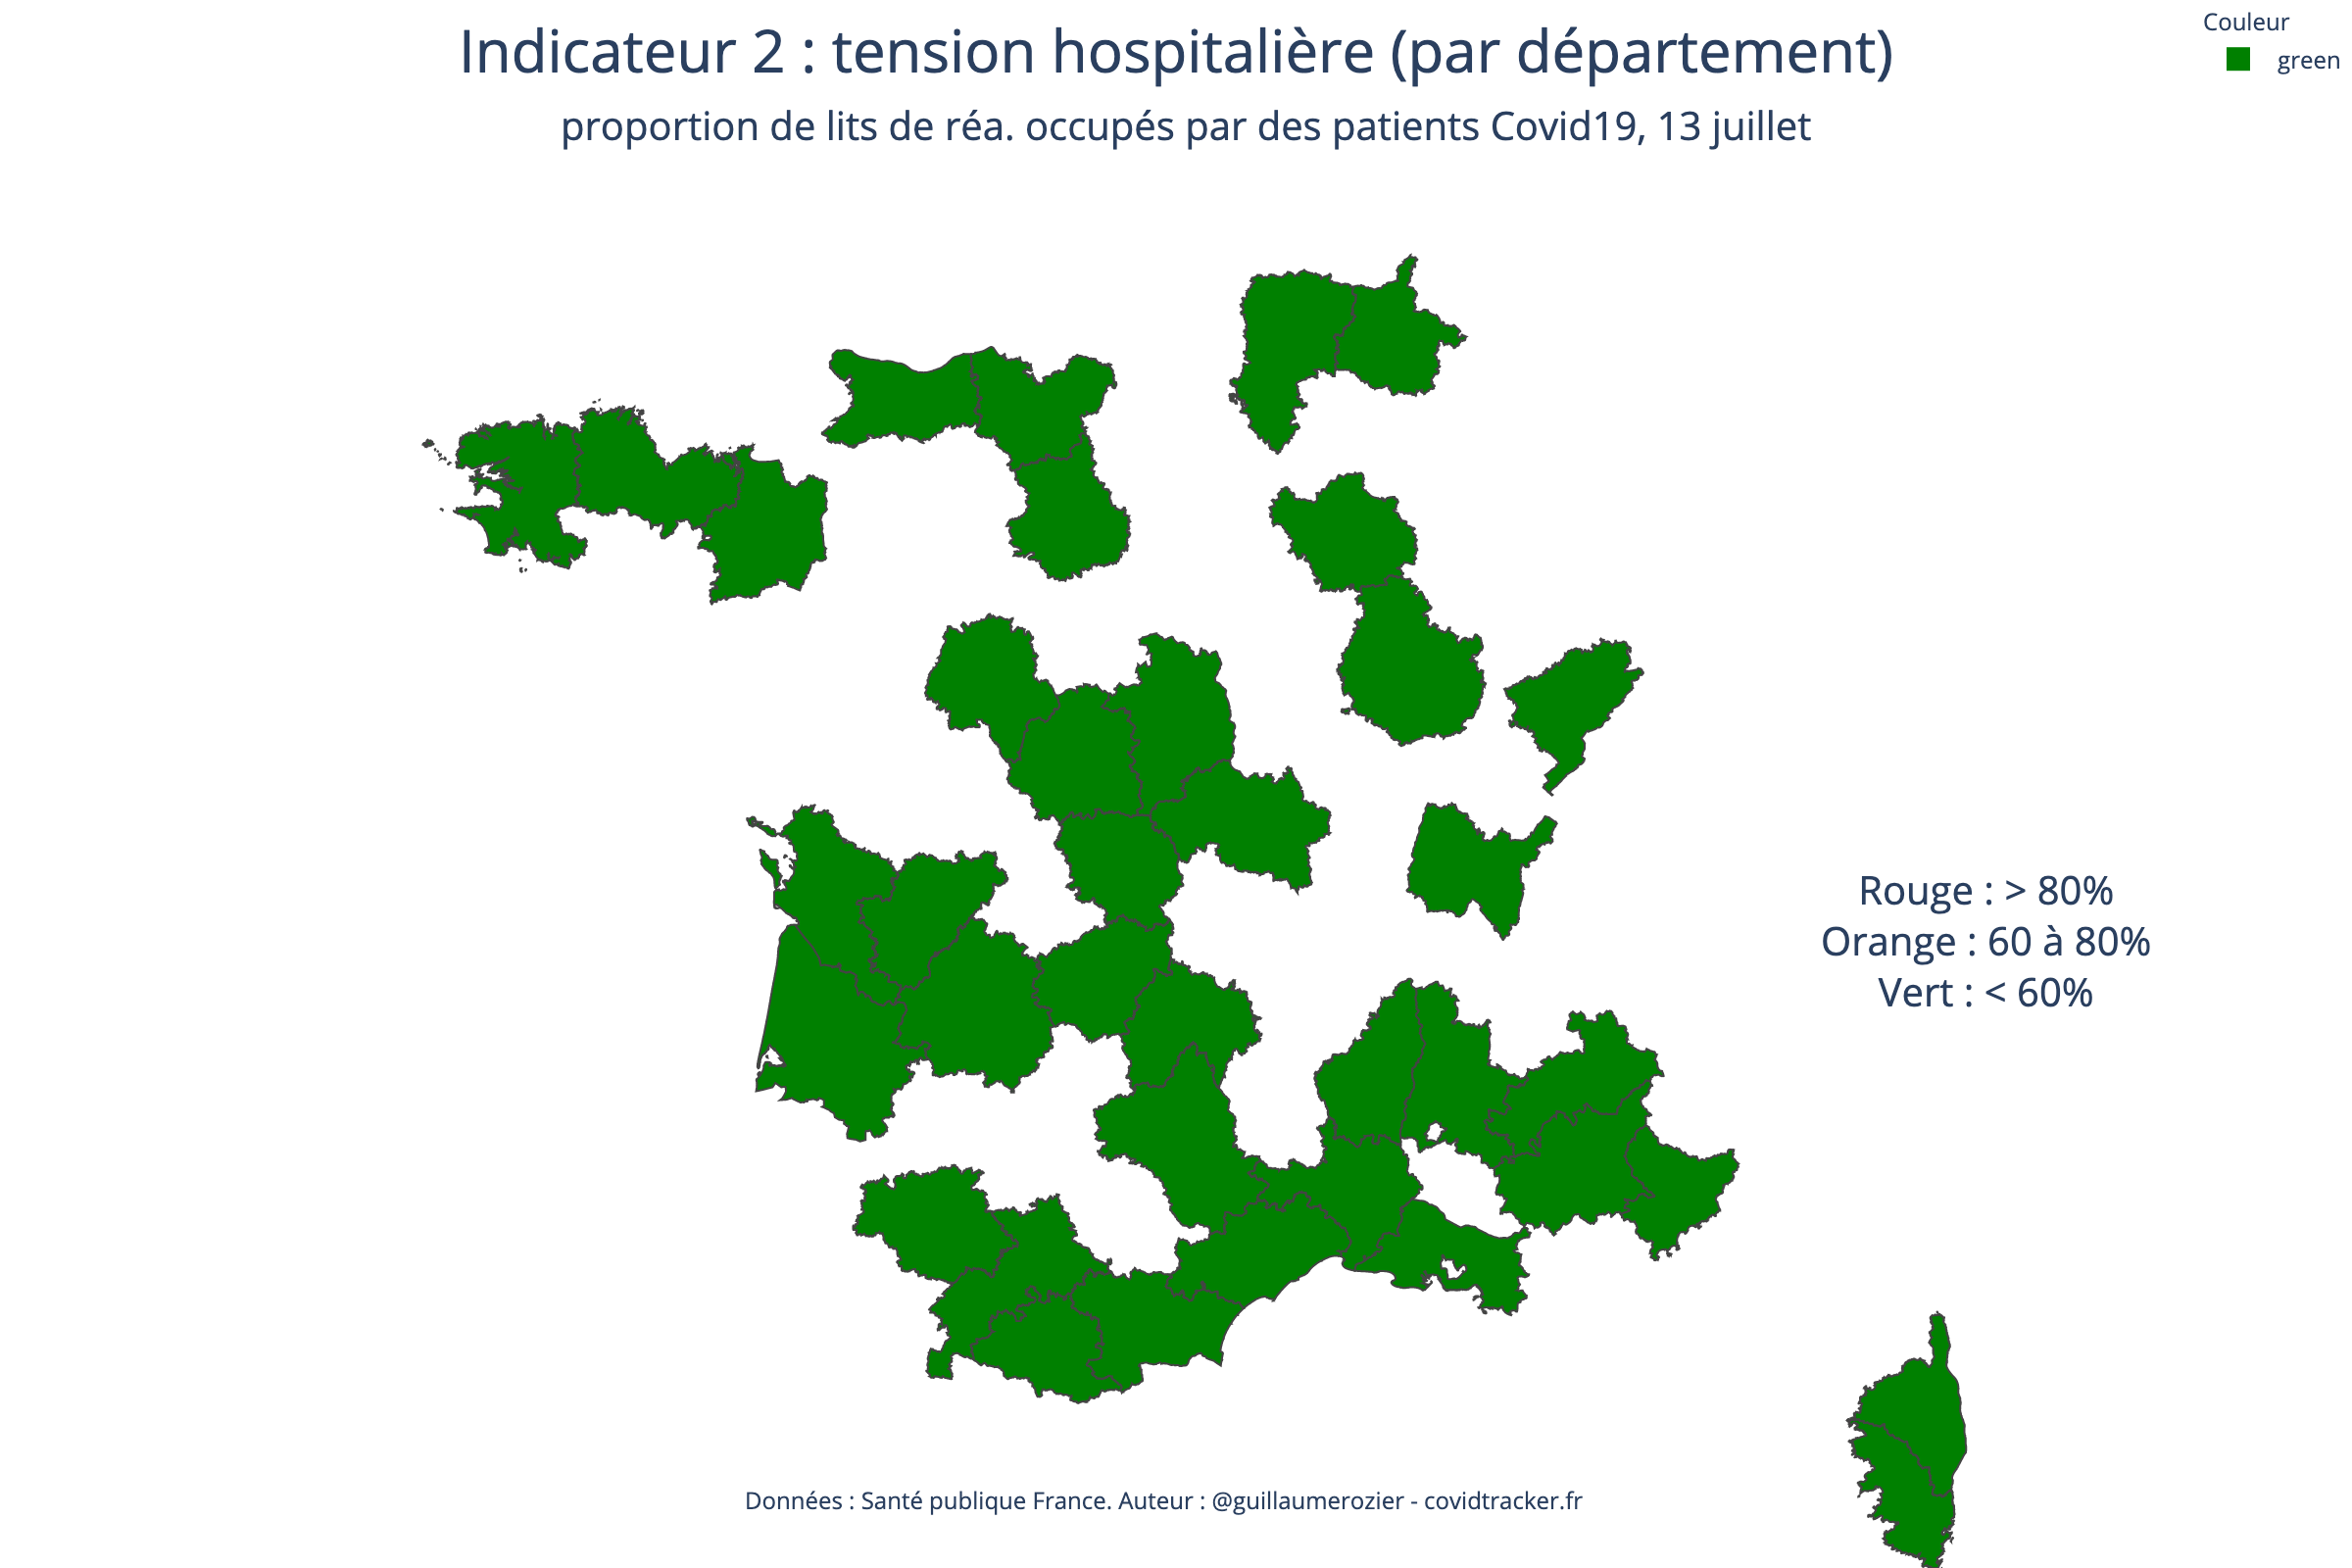 Indicateur 2 : tension hospitalière (par département)
proportion de lits de réa. occupés par des patients Covid19, 13 juillet
Couleur
green
Rouge : > 80%
Orange : 60 à 80%
Vert : < 60%
Données : Santé publique France. Auteur : @guillaumerozier - covidtracker.fr